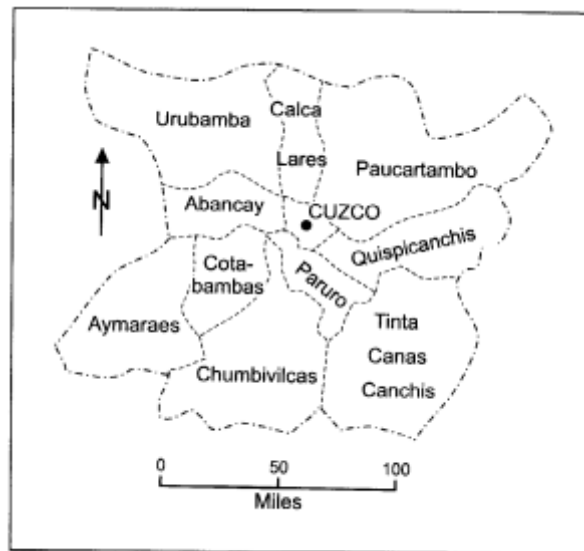 Calca
Urubamba
Lares
Paucartambo
N
Abancay
CUZCO
Quispicanchis
Cota-
bambas
Paruro
Aymaraes
Tinta
Canas
Canchis
Chumbivilcas
0 50 100
Miles